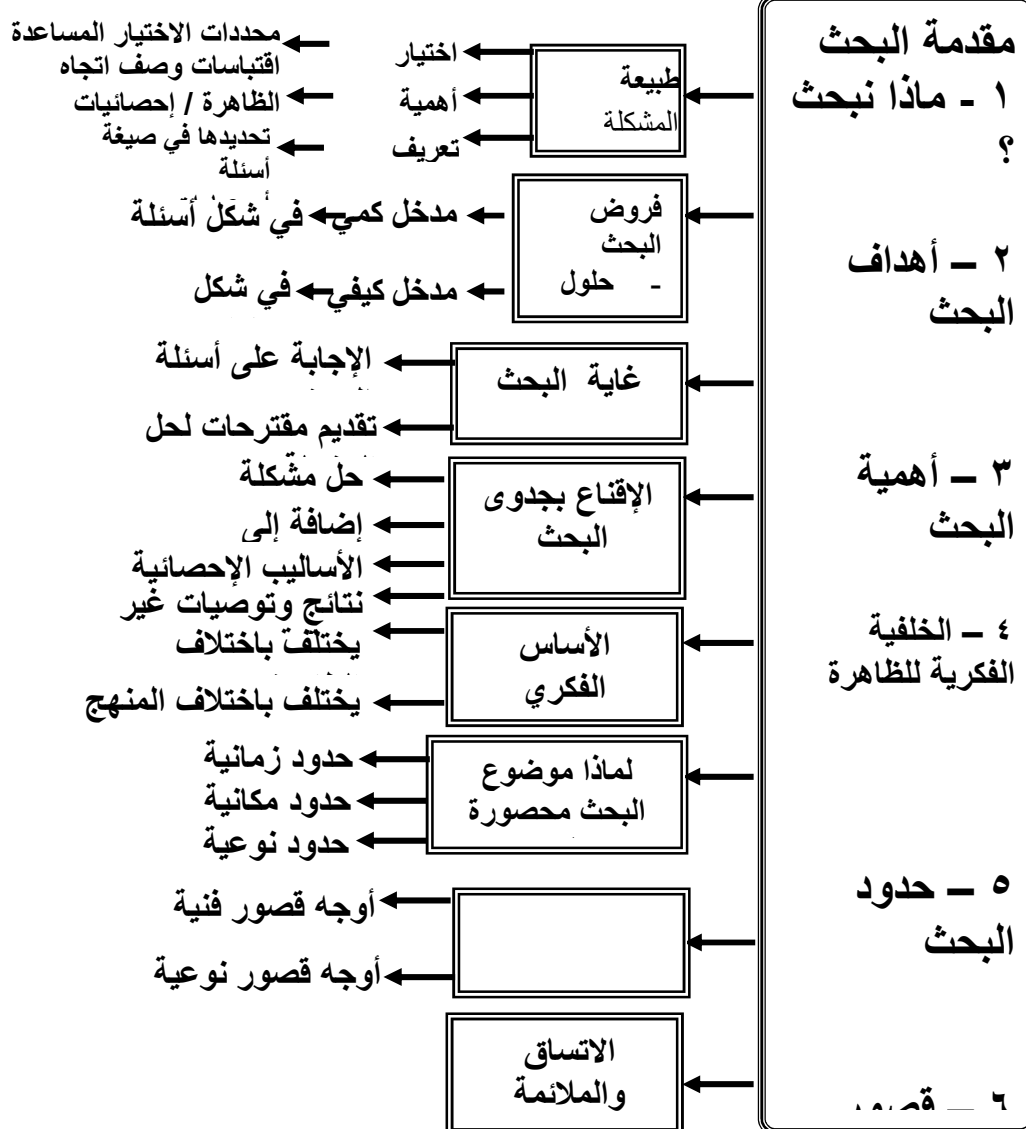 مقدمة البحث
١ - ماذا نبحث
؟
٢ – أهداف
البحث
٣ – أهمية
البحث
٤ – الخلفية
الفكرية للظاهرة
٥ – حدود
البحث
٦ – قصور
طبيعة
المشكلة
اختيار
أهمية
تعريف
محددات الاختيار المساعدة
اقتباسات وصف اتجاه
الظاهرة / إحصائيات
تحديدها في صيغة
أسئلة
فروض
البحث
- حلول
مدخل كمي
في شكل أسئلة
مدخل كيفي
في شكل
غاية البحث
الإجابة على أسئلة
تقديم مقترحات لحل
الإقناع بجدوى
البحث
حل مشكلة
إضافة إلى
الأساليب الإحصائية
نتائج وتوصيات غير
الأساس
الفكري
يختلف باختلاف
يختلف باختلاف المنهج
لماذا موضوع
البحث محصورة
حدود زمانية
حدود مكانية
حدود نوعية
أوجه قصور فنية
أوجه قصور نوعية
الاتساق
والملائمة